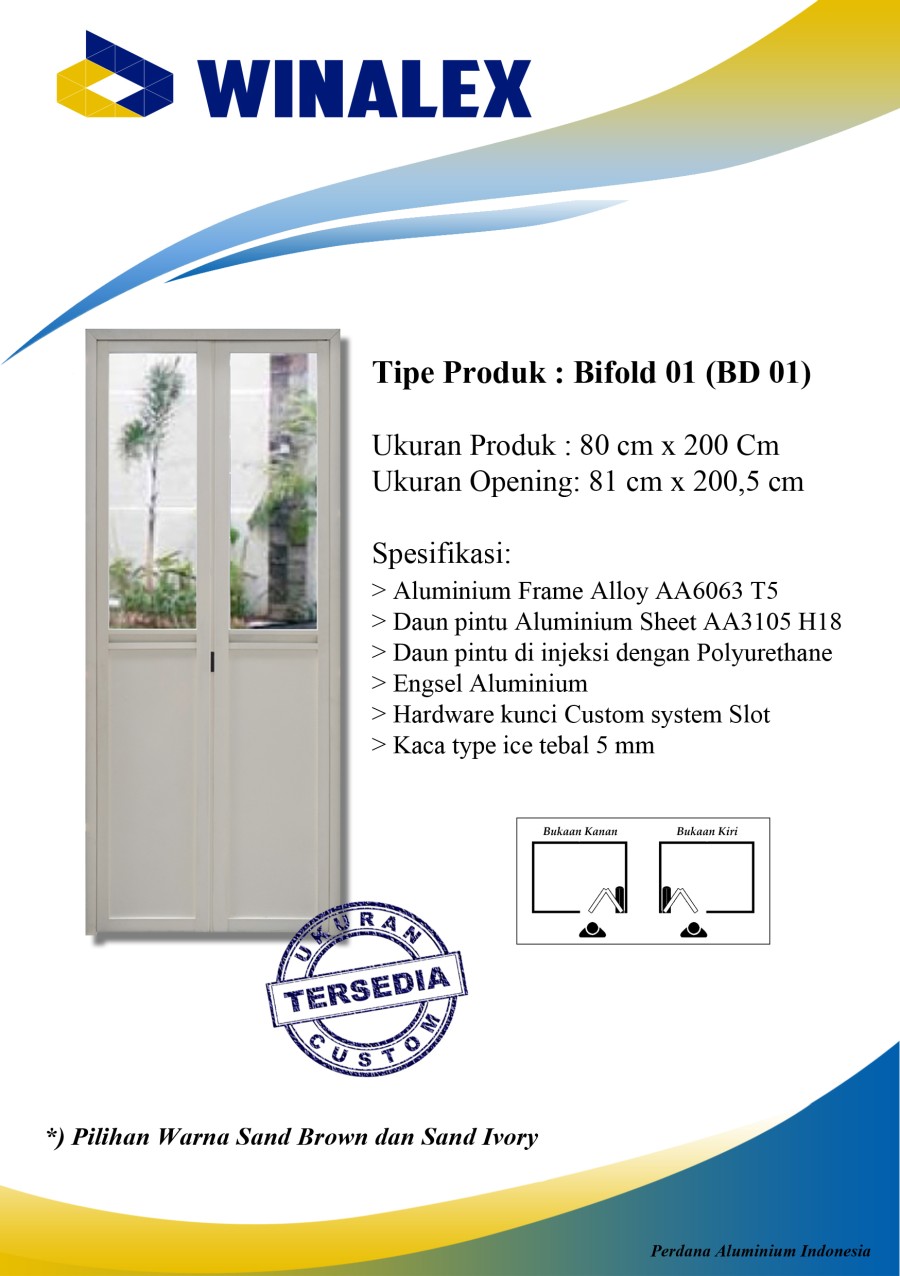 WINALEX
Tipe Produk : Bifold 01 (BD 01)
Ukuran Produk : 80 cm x 200 Cm
Ukuran Opening: 81 cm x 200,5 cm
Spesifikasi:
> Aluminium Frame Alloy AA6063 T5
> Daun pintu Aluminium Sheet AA3105 H18
> Daun pintu di injeksi dengan Polyurethane
> Engsel Aluminium
> Hardware kunci Custom system Slot
> Kaca type ice tebal 5 mm
Bukaan Kanan
Bukaan Kiri
UKURAN
TERSEDIA
CUSTOM
*) Pilihan Warna Sand Brown dan Sand Ivory
Perdana Aluminium Indonesia